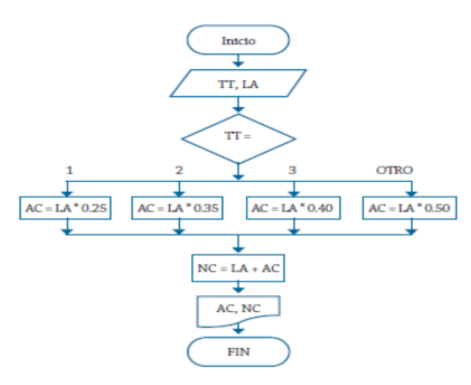 Inicio
TT, LA
TT =
1 2 3 OTRO
AC = LA * 0.25 AC = LA * 0.35 AC = LA * 0.40 AC = LA * 0.50
NC = LA + AC
AC, NC
FIN